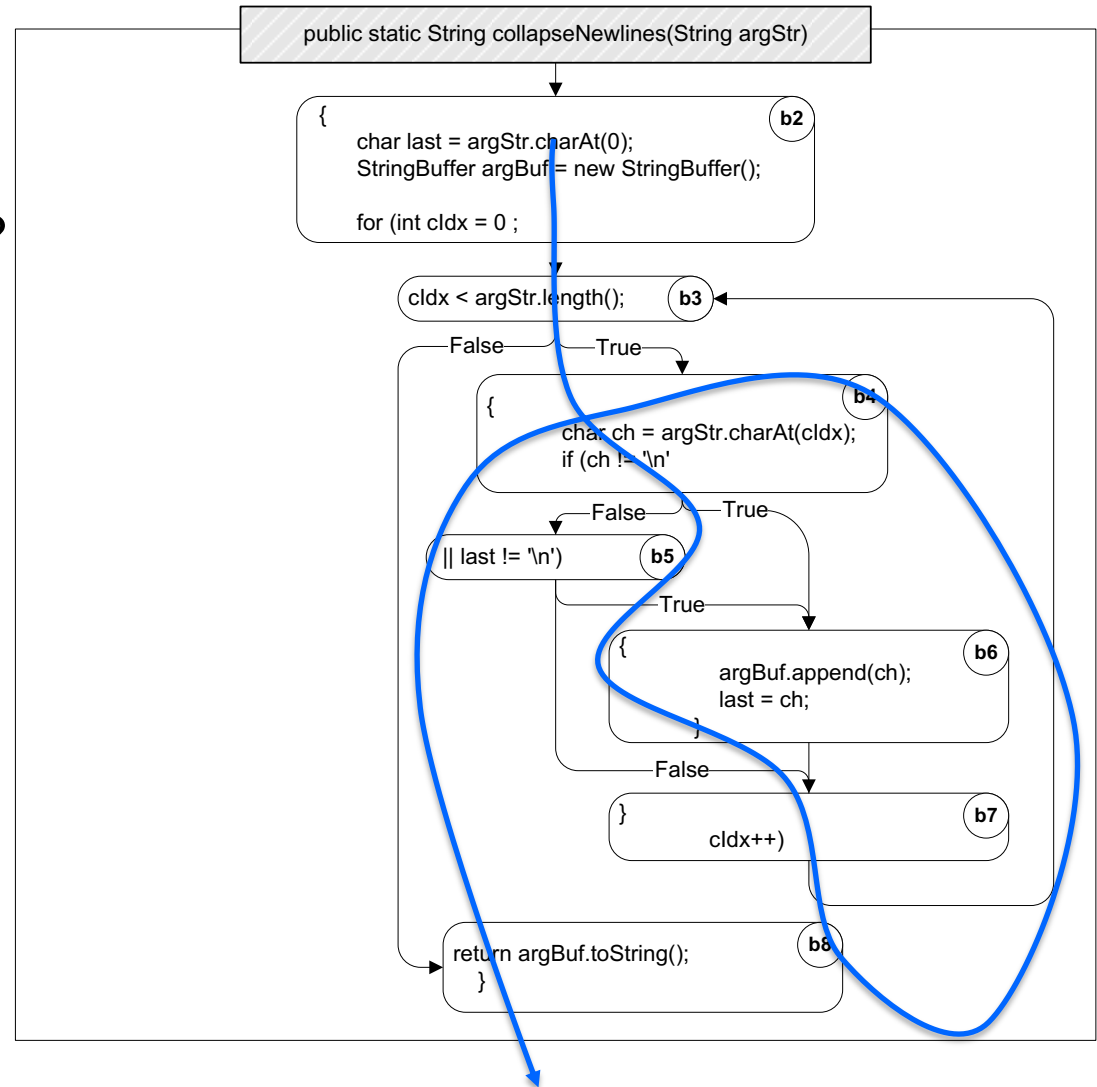 public static String collapseNewlines(String argStr)
{
b2
char last = argStr.charAt(0);
StringBuffer argBuf = new StringBuffer();
for (int cIdx = 0 ;
cIdx < argStr.length();
b3
False
True
{
b4
char ch = argStr.charAt(cIdx);
if (ch != '\n'
False
True
|| last != '\n')
b5
True
{
b6
argBuf.append(ch);
last = ch;
}
False
}
b7
cIdx++)
return argBuf.toString();
b8
}